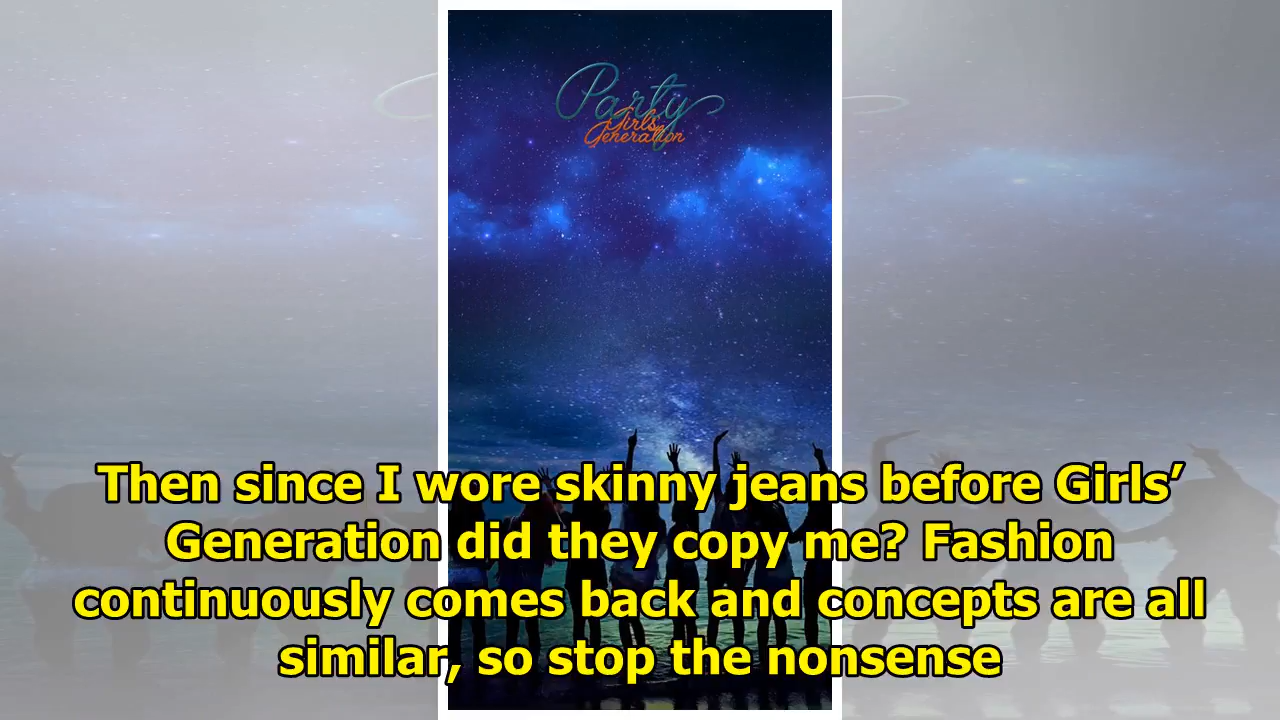 Party
Girls'
Generation
Then since I wore skinny jeans before Girls’
Generation did they copy me? Fashion
continuously comes back and concepts are all
similar, so stop the nonsense